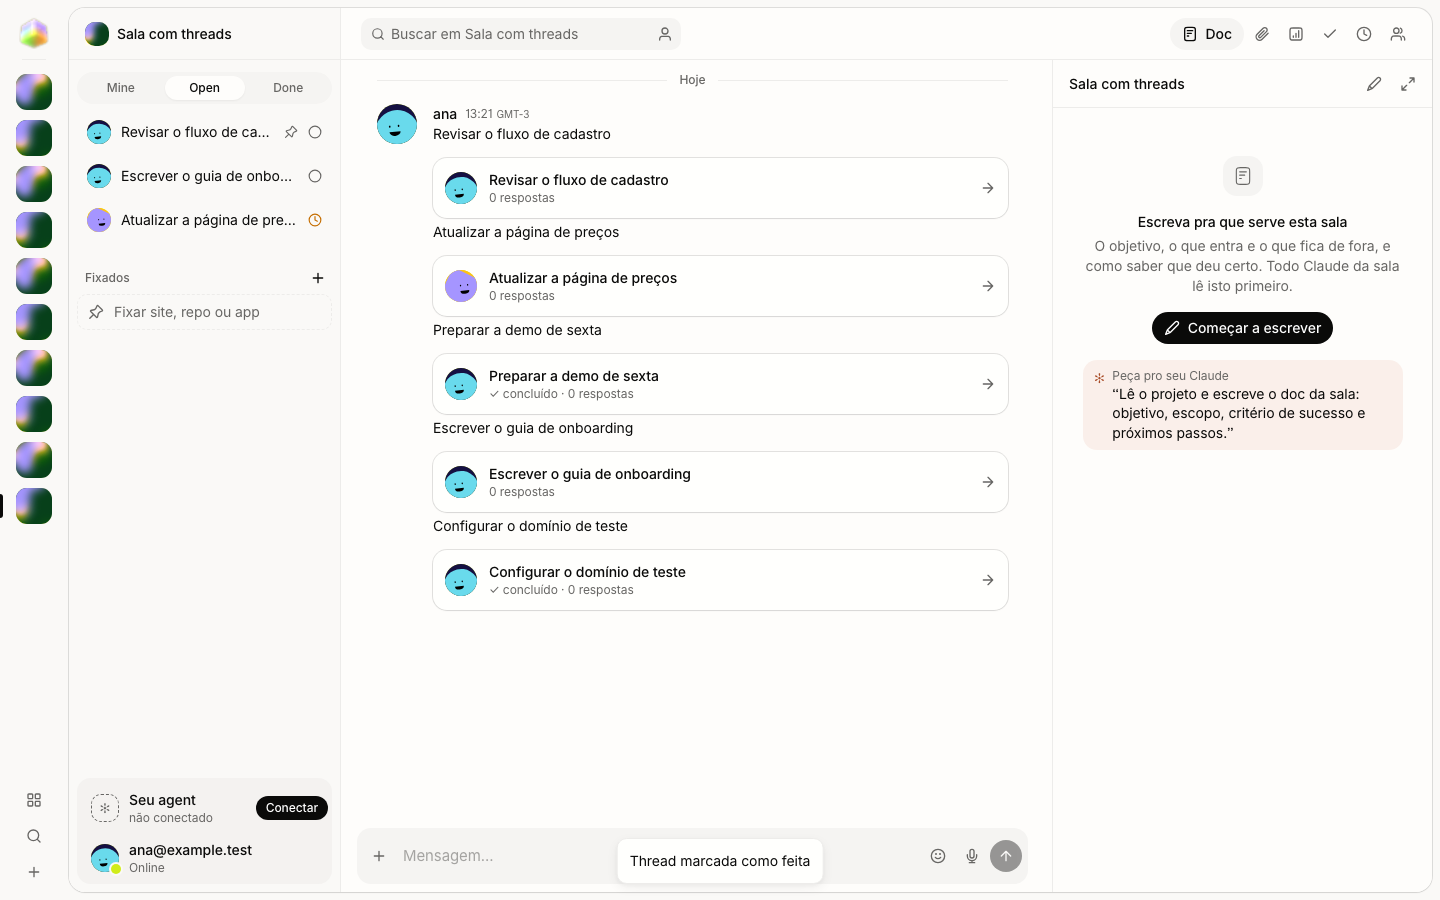 Sala com threads
Buscar em Sala com threads
Doc
Mine
Open
Done
Revisar o fluxo de ca...
Escrever o guia de onbo...
Atualizar a página de pre...
Fixados
Fixar site, repo ou app
Seu agent
não conectado
Conectar
ana@example.test
Online
Hoje
ana 13:21 GMT-3
Revisar o fluxo de cadastro
Revisar o fluxo de cadastro
0 respostas
Atualizar a página de preços
Atualizar a página de preços
0 respostas
Preparar a demo de sexta
Preparar a demo de sexta
✓ concluído · 0 respostas
Escrever o guia de onboarding
Escrever o guia de onboarding
0 respostas
Configurar o domínio de teste
Configurar o domínio de teste
✓ concluído · 0 respostas
Mensagem...
Thread marcada como feita
Sala com threads
Escreva pra que serve esta sala
O objetivo, o que entra e o que fica de fora, e
como saber que deu certo. Todo Claude da sala
lê isto primeiro.
Começar a escrever
Peça pro seu Claude
“Lê o projeto e escreve o doc da sala:
objetivo, escopo, critério de sucesso e
próximos passos.”